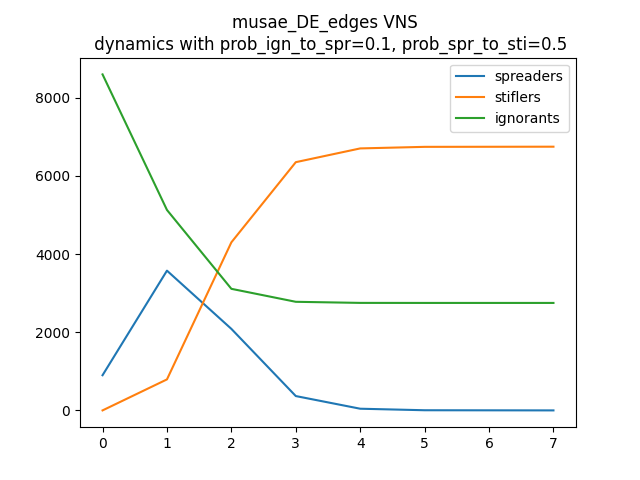 musae_DE_edges VNS
dynamics with prob_ign_to_spr=0.1, prob_spr_to_sti=0.5
spreaders
stiflers
ignorants
8000
6000
4000
2000
0
0 1 2 3 4 5 6 7